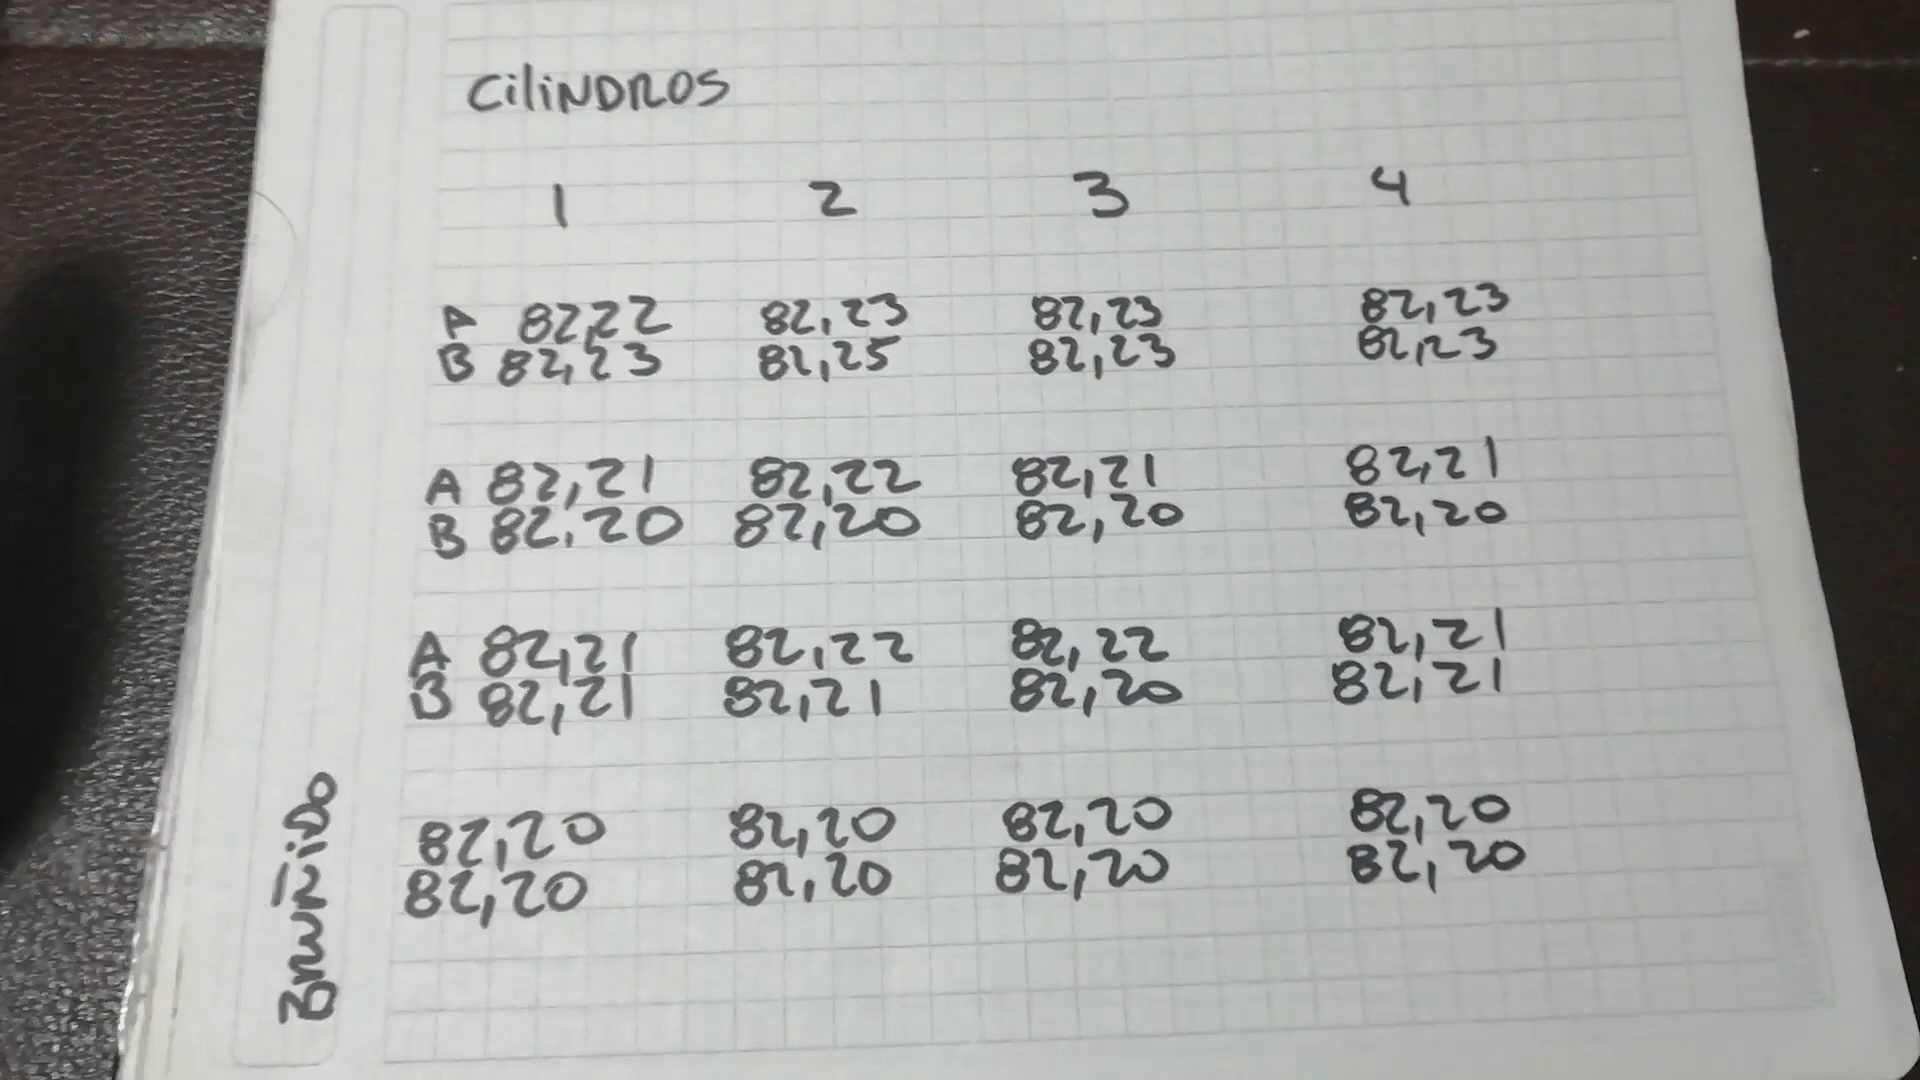 CiliNDROS
1 2 3 4
A 82,22 82,23 82,23 82,23
B 82,23 82,25 82,23 82,23
A 82,21 82,22 82,21 82,21
B 82,20 82,20 82,20 82,20
A 82,21 82,22 82,22 82,21
B 82,21 82,21 82,20 82,21
Bruñido
82,20 82,20 82,20 82,20
82,20 82,20 82,20 82,20